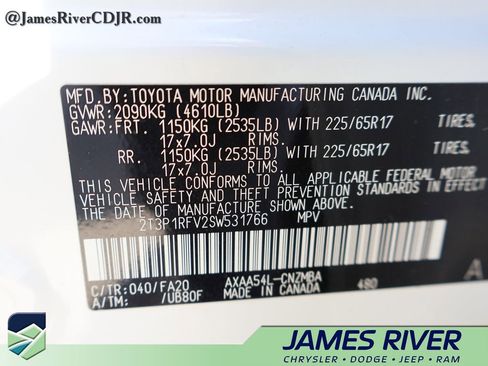 @JamesRiverCDJR.com
MFD.BY:TOYOTA MOTOR MANUFACTURING CANADA INC.
GVWR:2090KG (4610LB)
GAWR:FRT. 1150KG (2535LB) WITH 225/65R17 TIRES,
17x7.0J RIMS.
RR. 1150KG (2535LB) WITH 225/65R17 TIRES,
17x7.0J RIMS.
THIS VEHICLE CONFORMS TO ALL APPLICABLE FEDERAL MOTOR
VEHICLE SAFETY STANDARDS IN EFFECT ON THE
DATE OF MANUFACTURE SHOWN ABOVE.
2T3P1RFV2SW531766 MPV
C/TR:040/FA20 AXAA54L-CNZMBA 480
A/TM: /UB80F MADE IN CANADA A
JAMES RIVER
CHRYSLER • DODGE • JEEP • RAM